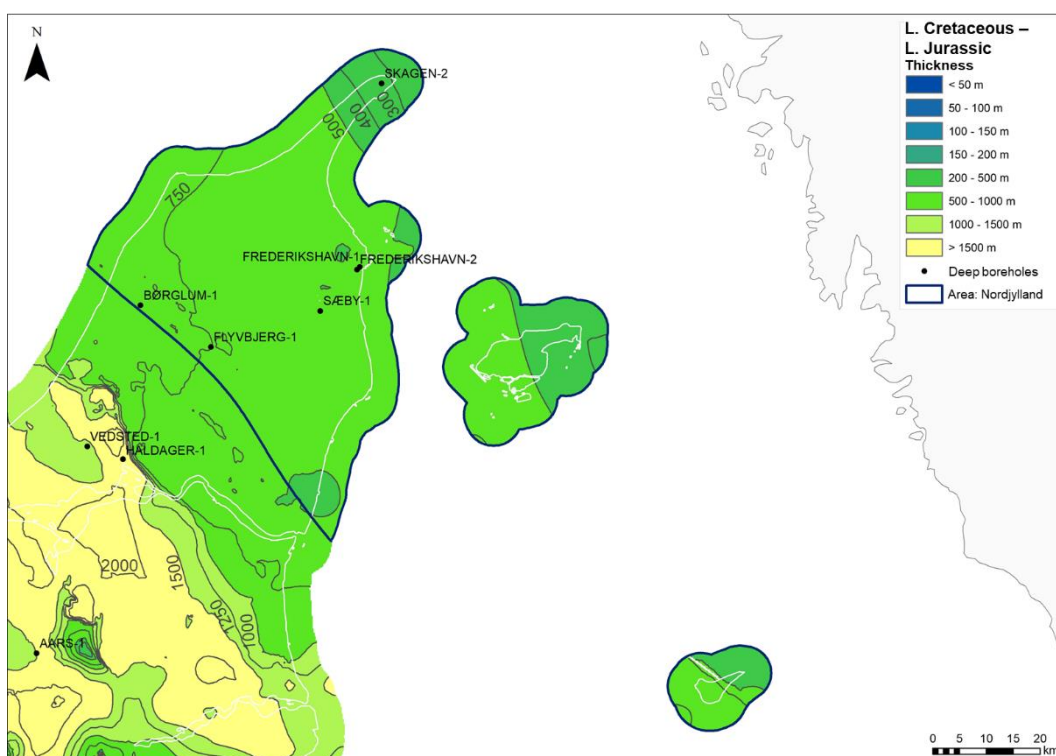 N
L. Cretaceous –
L. Jurassic
Thickness
< 50 m
50 - 100 m
100 - 150 m
150 - 200 m
200 - 500 m
500 - 1000 m
1000 - 1500 m
> 1500 m
Deep boreholes
Area: Nordjylland
SKAGEN-2
300
400
500
750
FREDERIKSHAVN-1
FREDERIKSHAVN-2
BØRGLUM-1
SÆBY-1
FLYVBJERG-1
VEDSTED-1
HALDAGER-1
2000
1500
1250
1000
AARS-1
0 5 10 15 20
km